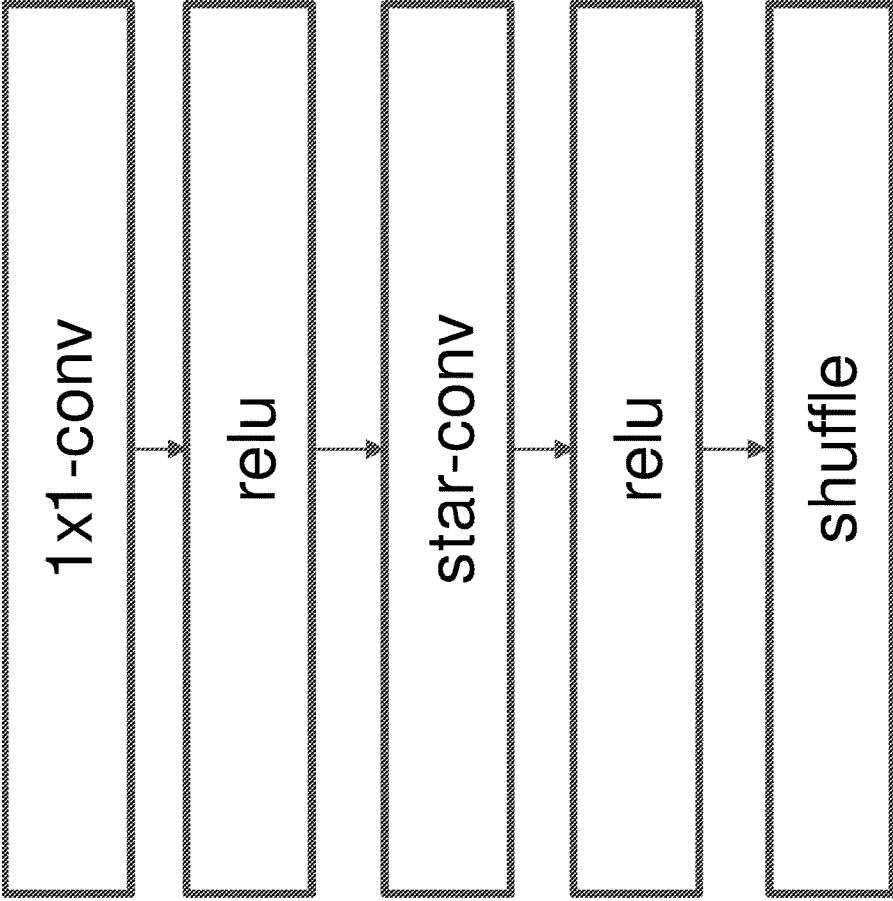 1x1-conv
relu
star-conv
relu
shuffle